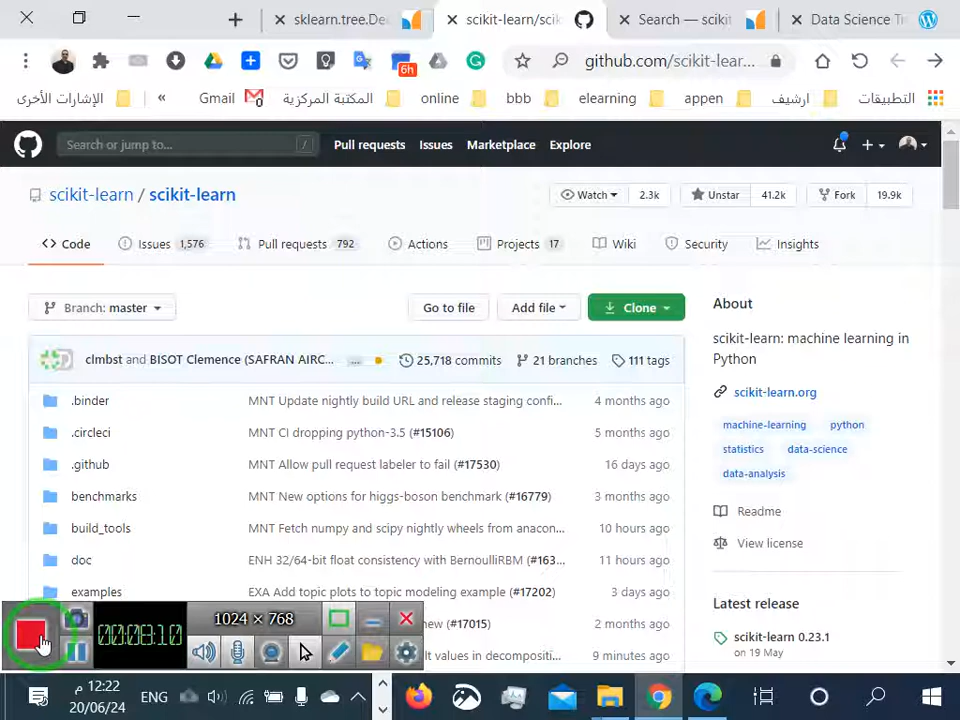 sklearn.tree.De
scikit-learn/sci
Search — scikit
Data Science T
6h
github.com/scikit-lear...
الإشارات الأخرى
»
Gmail
المكتبة المركزية
online
bbb
elearning
appen
ارشيف
التطبيقات
Search or jump to...
/
Pull requests
Issues
Marketplace
Explore
scikit-learn / scikit-learn
Watch
2.3k
Unstar
41.2k
Fork
19.9k
Code
Issues 1,576
Pull requests 792
Actions
Projects 17
Wiki
Security
Insights
Branch: master
Go to file
Add file
Clone
clmbst and BISOT Clemence (SAFRAN AIRC... ...
25,718 commits
21 branches
111 tags
.binder MNT Update nightly build URL and release staging confi... 4 months ago
.circleci MNT CI dropping python-3.5 (#15106) 5 months ago
.github MNT Allow pull request labeler to fail (#17530) 16 days ago
benchmarks MNT New options for higgs-boson benchmark (#16779) 3 months ago
build_tools MNT Fetch numpy and scipy nightly wheels from anacon... 10 hours ago
doc ENH 32/64-bit float consistency with BernoulliRBM (#163... 11 hours ago
examples EXA Add topic plots to topic modeling example (#17202) 3 days ago
new (#17015) 2 months ago
lt values in decompositi... 9 minutes ago
About
scikit-learn: machine learning in
Python
scikit-learn.org
machine-learning python
statistics data-science
data-analysis
Readme
View license
Latest release
scikit-learn 0.23.1
on 19 May
1024 × 768
12:22 م
20/06/24
ENG